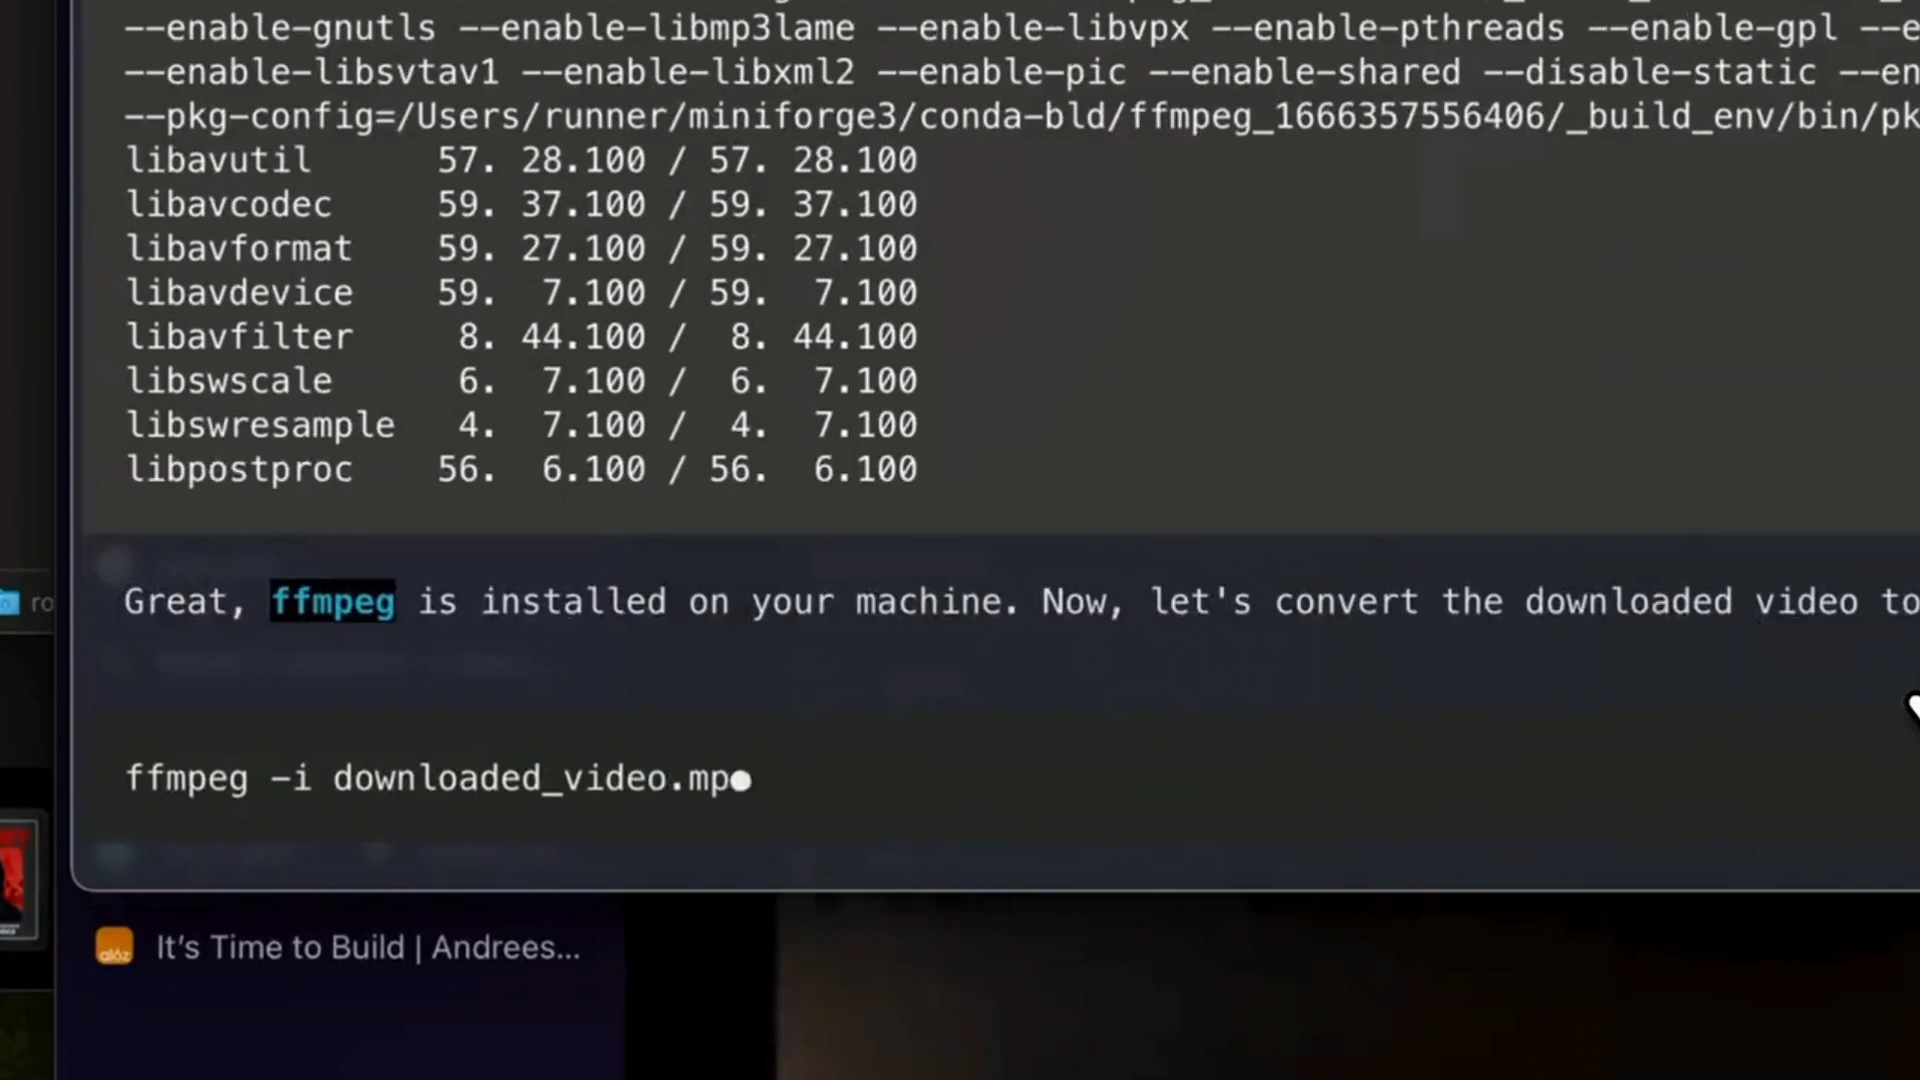 --enable-gnutls --enable-libmp3lame --enable-libvpx --enable-pthreads --enable-gpl --e
--enable-libsvtav1 --enable-libxml2 --enable-pic --enable-shared --disable-static --en
--pkg-config=/Users/runner/miniforge3/conda-bld/ffmpeg_1666357556406/_build_env/bin/pk
libavutil 57. 28.100 / 57. 28.100
libavcodec 59. 37.100 / 59. 37.100
libavformat 59. 27.100 / 59. 27.100
libavdevice 59. 7.100 / 59. 7.100
libavfilter 8. 44.100 / 8. 44.100
libswscale 6. 7.100 / 6. 7.100
libswresample 4. 7.100 / 4. 7.100
libpostproc 56. 6.100 / 56. 6.100
Great, ffmpeg is installed on your machine. Now, let's convert the downloaded video to
ro
ffmpeg -i downloaded_video.mp●
It's Time to Build | Andrees...